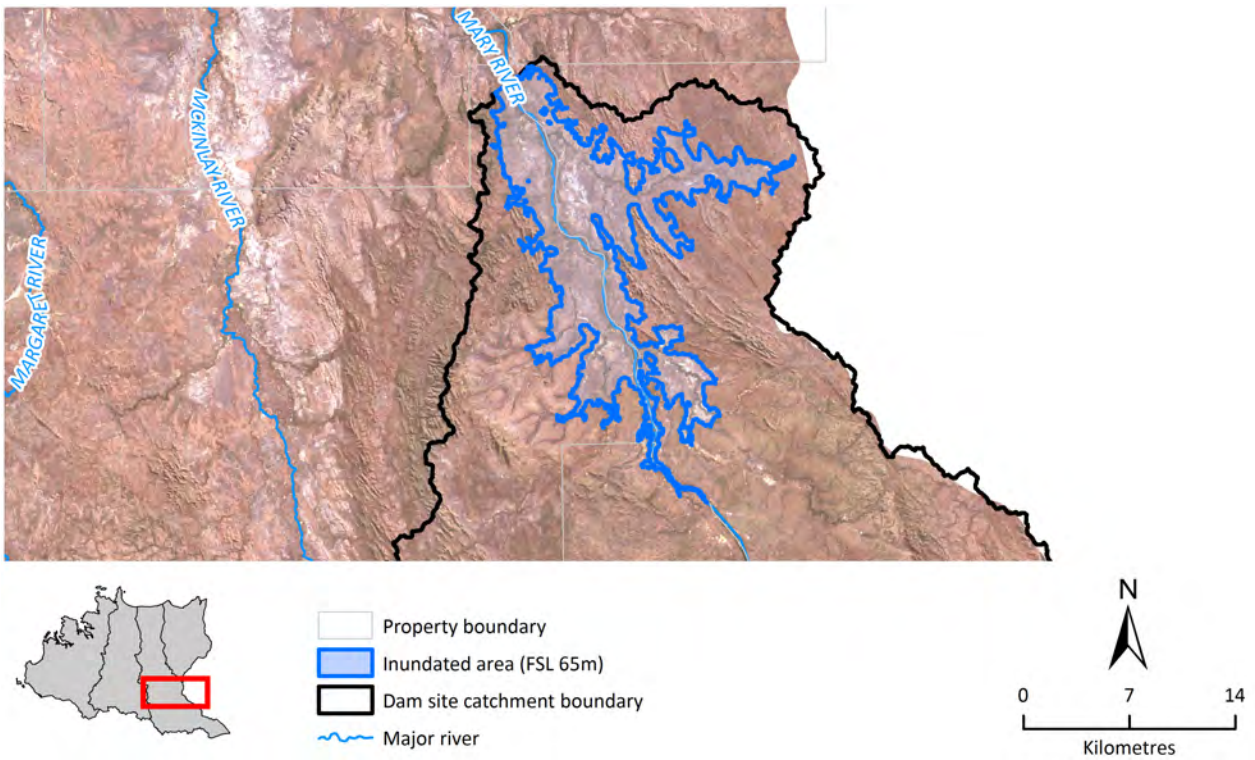 MARY RIVER
MCKINLAY RIVER
MARGARET RIVER
Property boundary
Inundated area (FSL 65m)
Dam site catchment boundary
Major river
N
0 7 14
Kilometres